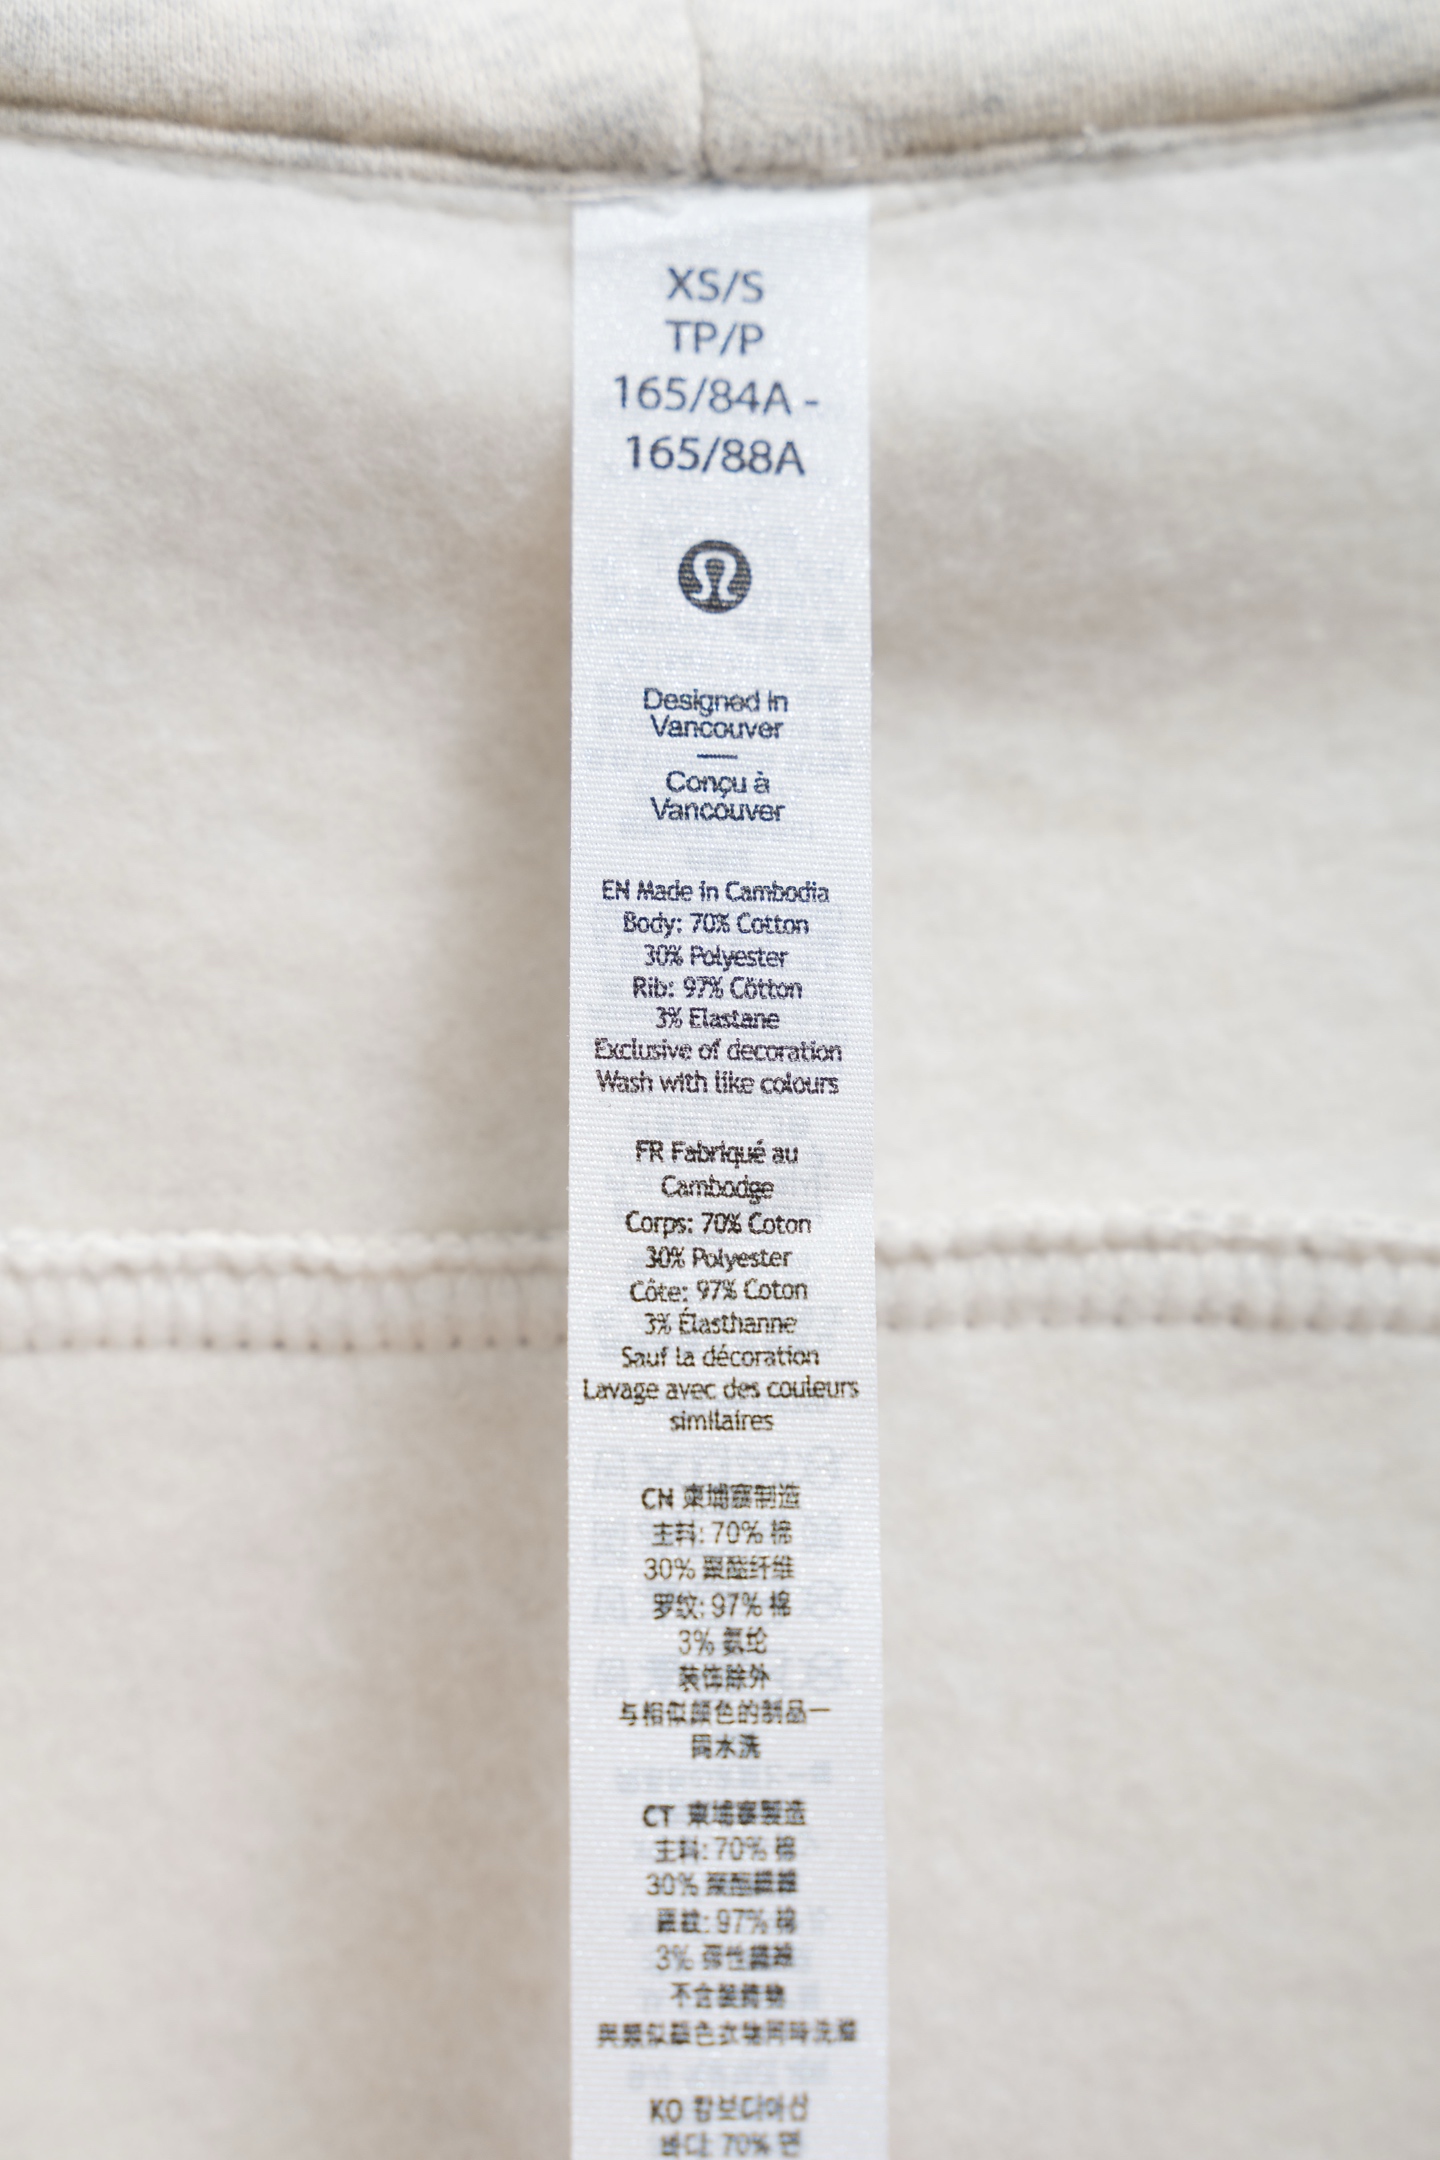 XS/S
TP/P
165/84A -
165/88A
Designed in
Vancouver
Conçu à
Vancouver
EN Made in Cambodia
Body: 70% Cotton
30% Polyester
Rib: 97% Cotton
3% Elastane
Exclusive of decoration
Wash with like colours
FR Fabriqué au
Cambodge
Corps: 70% Coton
30% Polyester
Côte: 97% Coton
3% Élasthanne
Sauf la décoration
Lavage avec des couleurs
similaires
CN 柬埔寨制造
主料: 70% 棉
30% 聚酯纤维
罗纹: 97% 棉
3% 氨纶
装饰除外
与相似颜色的制品一
同水洗
CT 柬埔寨製造
主料: 70% 棉
30% 聚酯纖維
羅紋: 97% 棉
3% 彈性纖維
不含裝飾物
與類似顏色衣物同時洗滌
KO 캄보디아산
바디: 70% 면